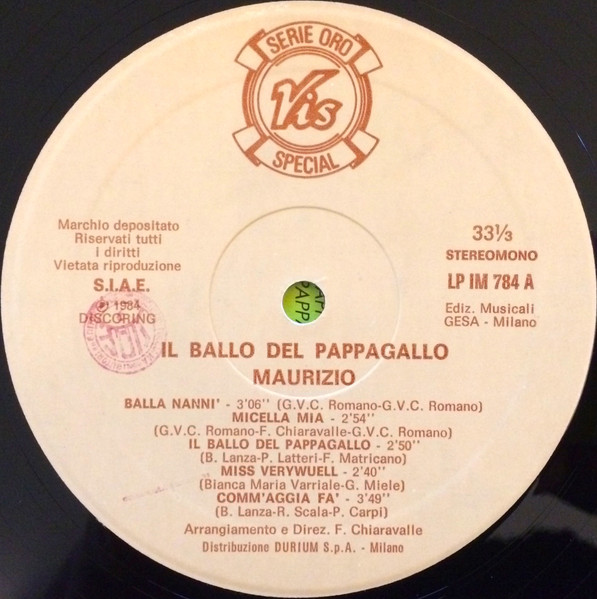 SERIE ORO
Vis
SPECIAL
Marchio depositato
Riservati tutti
i diritti
Vietata riproduzione
S.I.A.E.
℗ 1984
DISCORING
33⅓
STEREOMONO
LP IM 784 A
Ediz. Musicali
GESA - Milano
PAPP
IL BALLO DEL PAPPAGALLO
MAURIZIO
BALLA NANNI' - 3'06'' (G.V.C. Romano-G.V.C. Romano)
MICELLA MIA - 2'54''
(G.V.C. Romano-F. Chiaravalle-G.V.C. Romano)
IL BALLO DEL PAPPAGALLO - 2'50''
(B. Lanza-P. Latteri-F. Matricano)
MISS VERYWUELL - 2'40''
(Bianca Maria Varriale-G. Miele)
COMM'AGGIA FA' - 3'49''
(B. Lanza-R. Scala-P. Carpi)
Arrangiamento e Direz. F. Chiaravalle
Distribuzione DURIUM S.p.A. - Milano